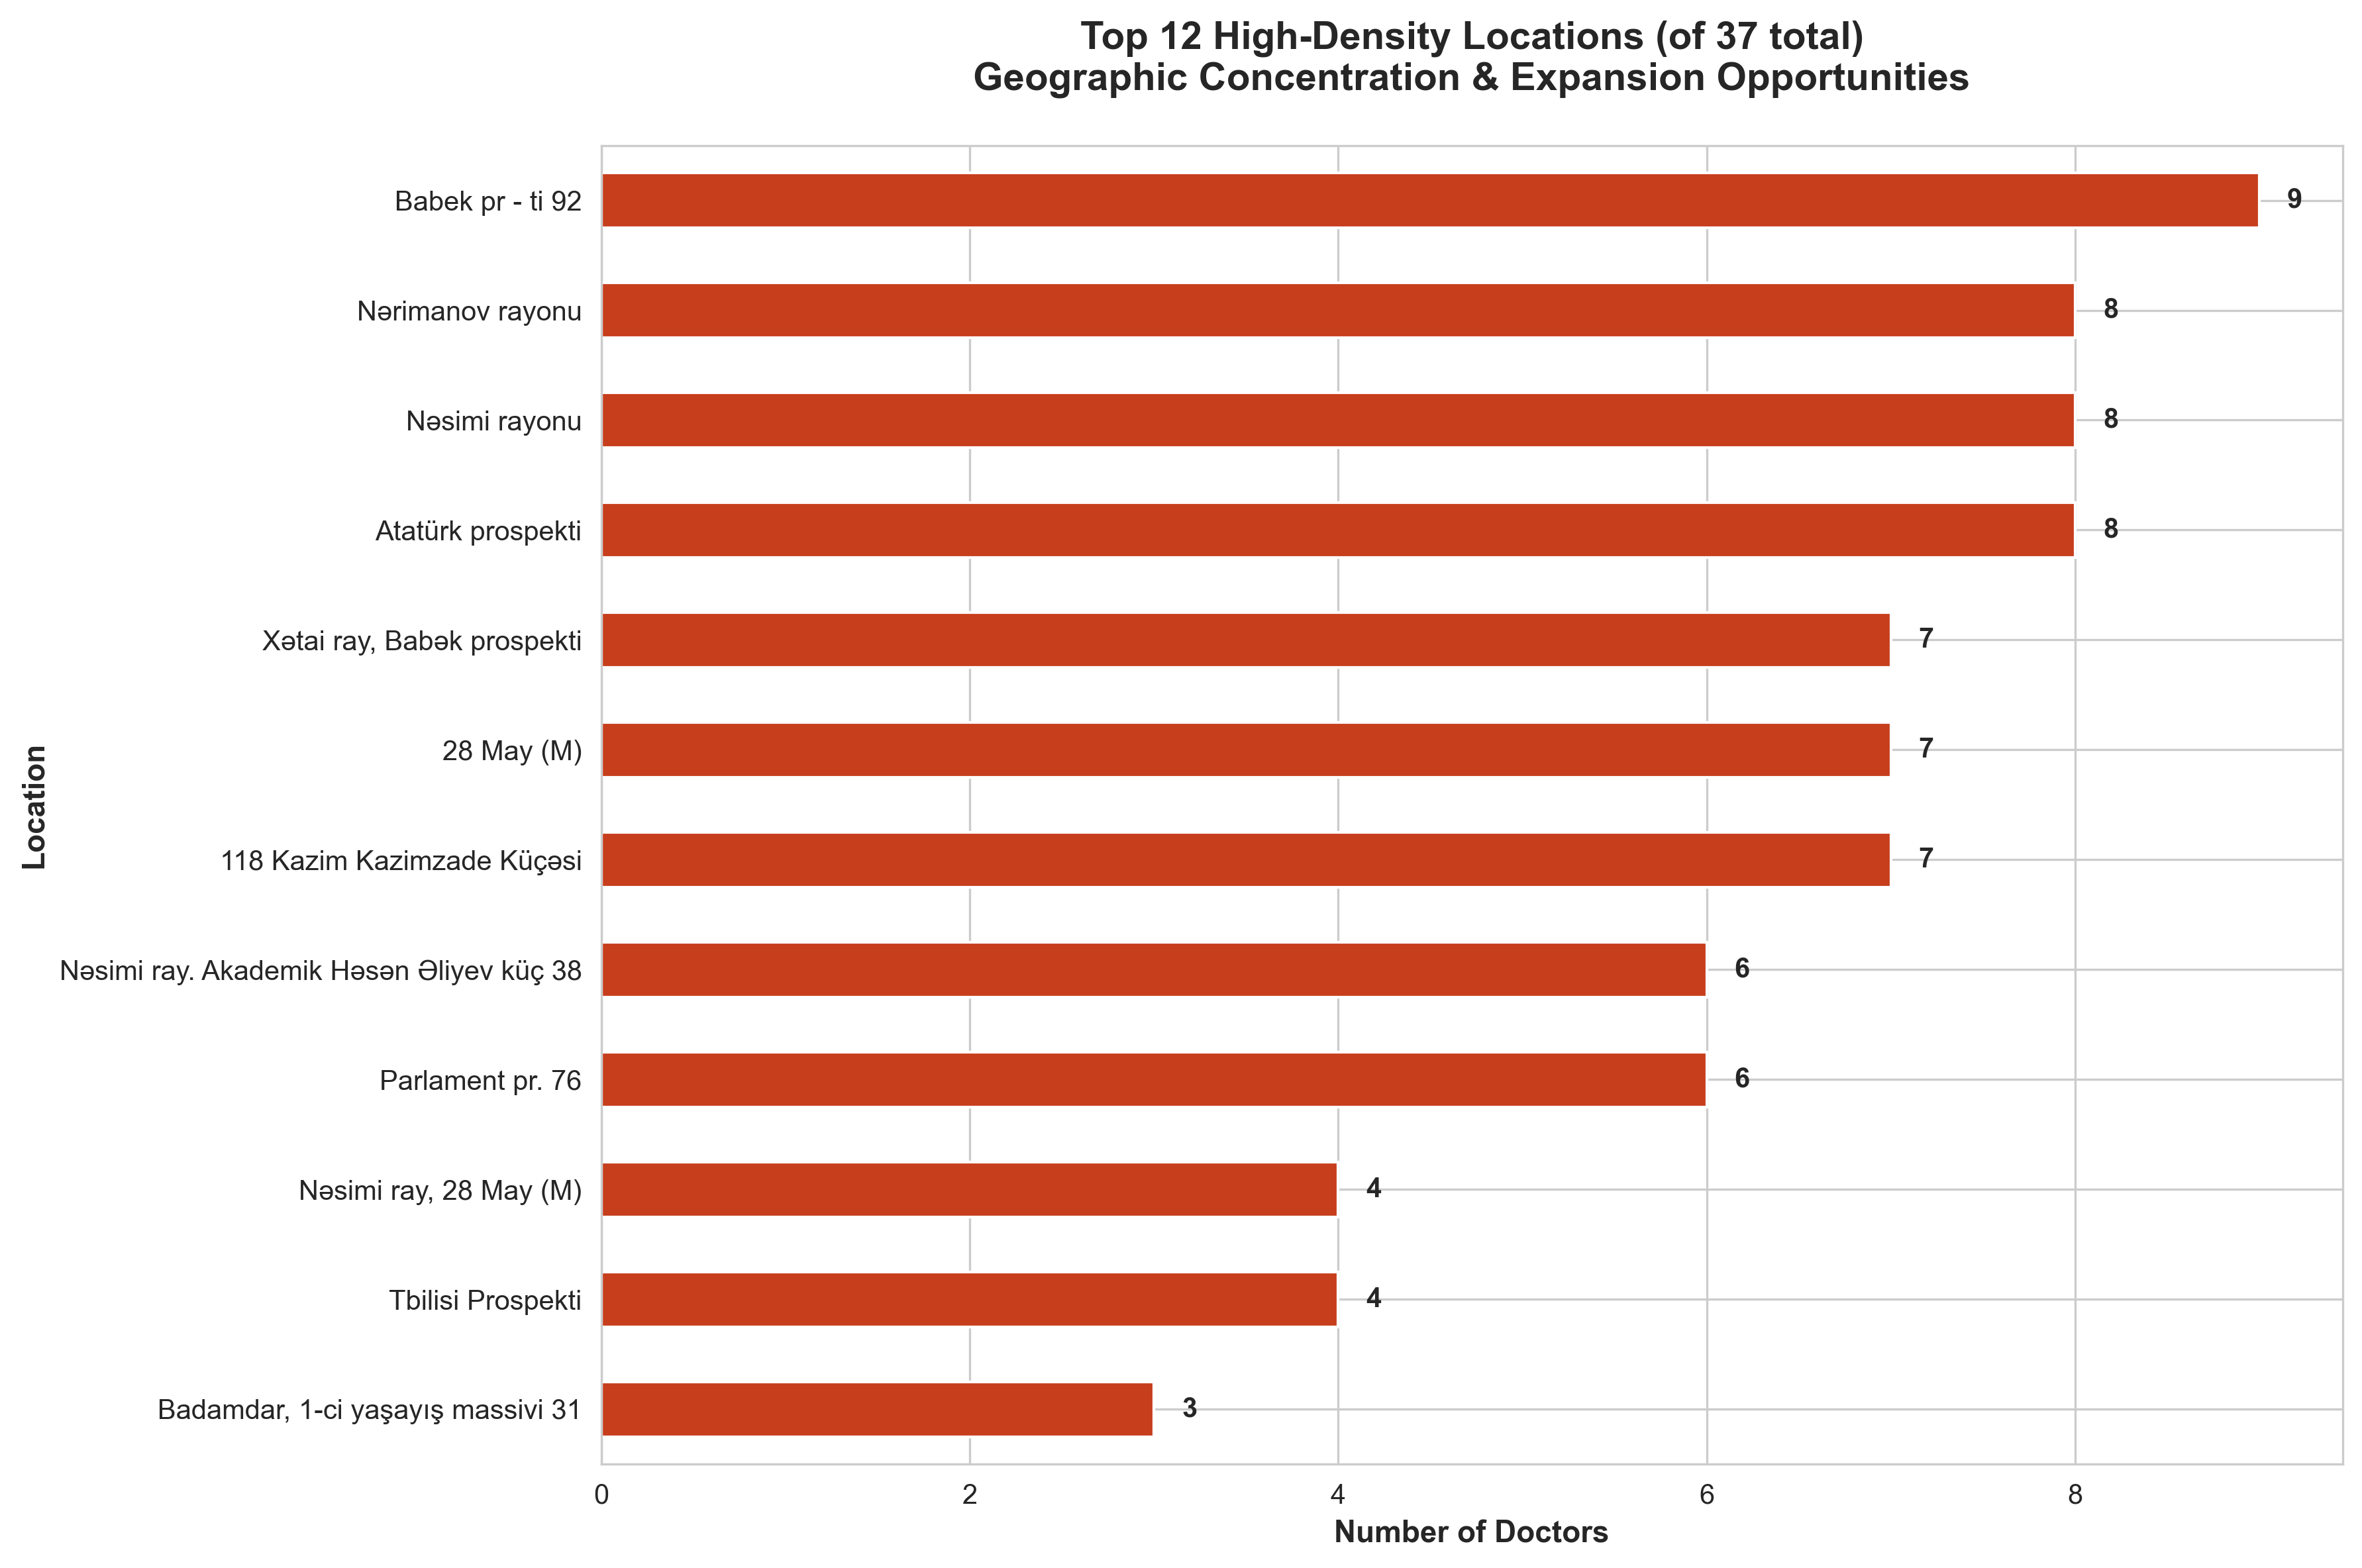 Top 12 High-Density Locations (of 37 total)
Geographic Concentration & Expansion Opportunities
Babek pr - ti 92
9
Nərimanov rayonu
8
Nəsimi rayonu
8
Atatürk prospekti
8
Xətai ray, Babək prospekti
7
28 May (M)
7
118 Kazim Kazimzade Küçəsi
7
Nəsimi ray. Akademik Həsən Əliyev küç 38
6
Parlament pr. 76
6
Nəsimi ray, 28 May (M)
4
Tbilisi Prospekti
4
Badamdar, 1-ci yaşayış massivi 31
3
Location
0 2 4 6 8
Number of Doctors